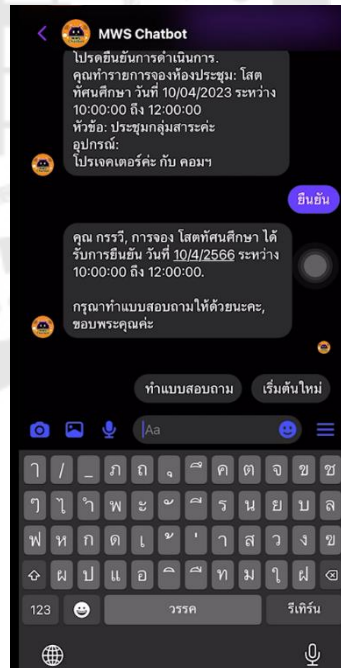 MWS Chatbot
โปรดยืนยันการดำเนินการ.
คุณทำรายการจองห้องประชุม: โสต
ทัศนศึกษา วันที่ 10/04/2023 ระหว่าง
10:00:00 ถึง 12:00:00
หัวข้อ: ประชุมกลุ่มสาระค่ะ
อุปกรณ์:
โปรเจคเตอร์ค่ะ กับ คอมฯ
ยืนยัน
คุณ กรรวี, การจอง โสตทัศนศึกษา ได้
รับการยืนยัน วันที่ 10/4/2566 ระหว่าง
10:00:00 ถึง 12:00:00.
กรุณาทำแบบสอบถามให้ด้วยนะคะ,
ขอบพระคุณค่ะ
ทำแบบสอบถาม เริ่มต้นใหม่
Aa
ๅ / _ ภ ถ ุ ึ ค ต จ ข ช
ๆ ไ ำ พ ะ ั ี ร น ย บ ล
ฟ ห ก ด เ ้ ่ า ส ว ง ฃ
ผ ป แ อ ิ ื ท ม ใ ฝ
123 วรรค รีเทิร์น